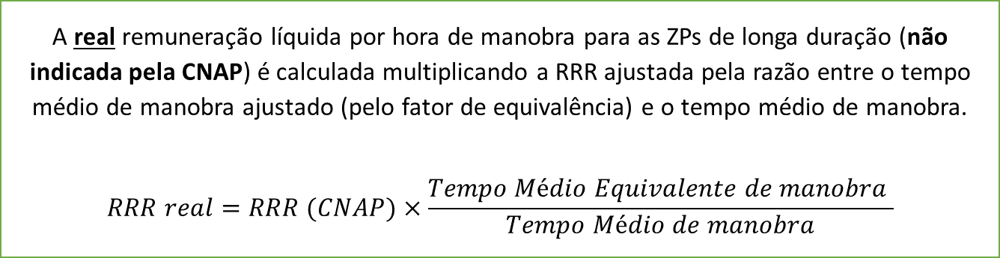 A real remuneração líquida por hora de manobra para as ZPs de longa duração (não
indicada pela CNAP) é calculada multiplicando a RRR ajustada pela razão entre o tempo
médio de manobra ajustado (pelo fator de equivalência) e o tempo médio de manobra.
RRR real = RRR (CNAP) × Tempo Médio Equivalente de manobra
Tempo Médio de manobra